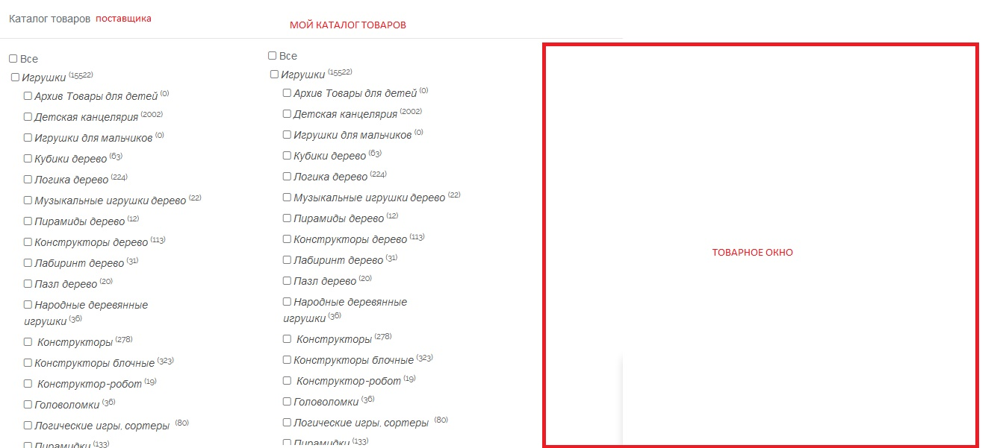 Каталог товаров поставщика
МОЙ КАТАЛОГ ТОВАРОВ
Все
Игрушки (15522)
Архив Товары для детей (0)
Детская канцелярия (2002)
Игрушки для мальчиков (0)
Кубики дерево (63)
Логика дерево (224)
Музыкальные игрушки дерево (22)
Пирамиды дерево (12)
Конструкторы дерево (113)
Лабиринт дерево (31)
Пазл дерево (20)
Народные деревянные
игрушки (36)
Конструкторы (278)
Конструкторы блочные (323)
Конструктор-робот (19)
Головоломки (36)
Логические игры, сортеры (80)
Пирамидки (133)
Все
Игрушки (15522)
Архив Товары для детей (0)
Детская канцелярия (2002)
Игрушки для мальчиков (0)
Кубики дерево (63)
Логика дерево (224)
Музыкальные игрушки дерево (22)
Пирамиды дерево (12)
Конструкторы дерево (113)
Лабиринт дерево (31)
Пазл дерево (20)
Народные деревянные
игрушки (36)
Конструкторы (278)
Конструкторы блочные (323)
Конструктор-робот (19)
Головоломки (36)
Логические игры, сортеры (80)
Пирамидки (133)
ТОВАРНОЕ ОКНО